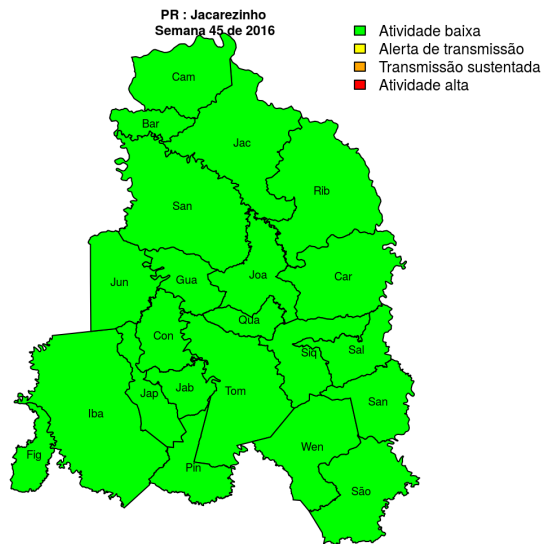 PR : Jacarezinho
Semana 45 de 2016
Atividade baixa
Alerta de transmissão
Transmissão sustentada
Atividade alta
Cam
Bar
Jac
Rib
San
Jun
Gua
Joa
Car
Qua
Con
Siq
Sal
Jap
Jab
Tom
San
Iba
Wen
Fig
Pin
São